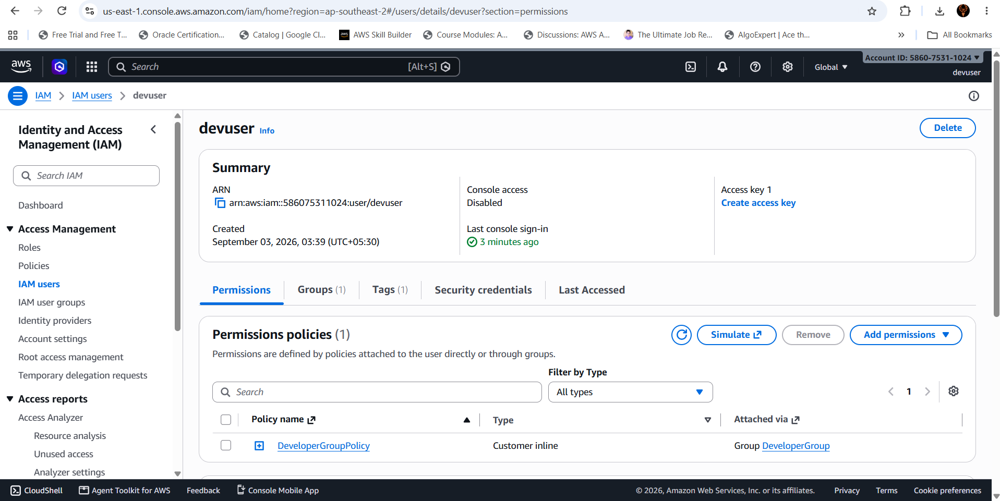 us-east-1.console.aws.amazon.com/iam/home?region=ap-southeast-2#/users/details/devuser?section=permissions
Free Trial and Free T... Oracle Certification... Catalog | Google Cl... aws AWS Skill Builder Course Modules: A... Discussions: AWS A... The Ultimate Job Re... AlgoExpert | Ace th... » All Bookmarks
aws Search [Alt+S] Global Account ID: 5860-7531-1024
devuser
IAM IAM users devuser
Identity and Access
Management (IAM)
Search IAM
Dashboard
Access Management
Roles
Policies
IAM users
IAM user groups
Identity providers
Account settings
Root access management
Temporary delegation requests
Access reports
Access Analyzer
Resource analysis
Unused access
Analyzer settings
devuser Info Delete
Summary
ARN
arn:aws:iam::586075311024:user/devuser
Created
September 03, 2026, 03:39 (UTC+05:30)
Console access
Disabled
Last console sign-in
3 minutes ago
Access key 1
Create access key
Permissions Groups (1) Tags (1) Security credentials Last Accessed
Permissions policies (1) Simulate Remove Add permissions
Permissions are defined by policies attached to the user directly or through groups.
Filter by Type
Search All types 1
Policy name Type Attached via
DeveloperGroupPolicy Customer inline Group DeveloperGroup
CloudShell Agent Toolkit for AWS Feedback Console Mobile App © 2026, Amazon Web Services, Inc. or its affiliates. Privacy Terms Cookie preferences